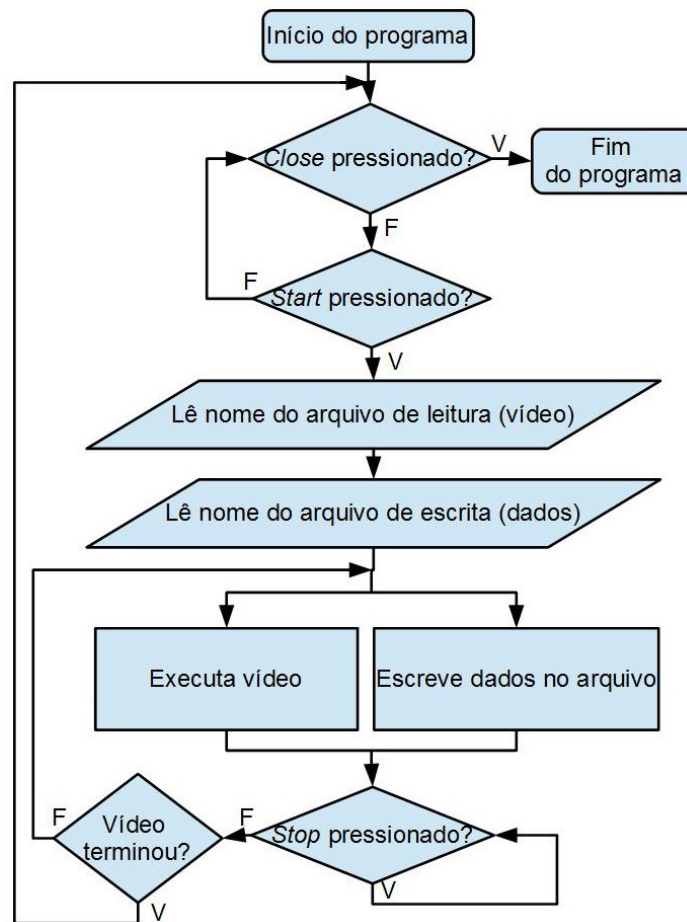 Início do programa
Close pressionado?
V
Fim
do programa
F
F
Start pressionado?
V
Lê nome do arquivo de leitura (vídeo)
Lê nome do arquivo de escrita (dados)
Executa vídeo
Escreve dados no arquivo
F
Vídeo
terminou?
F
Stop pressionado?
V
V